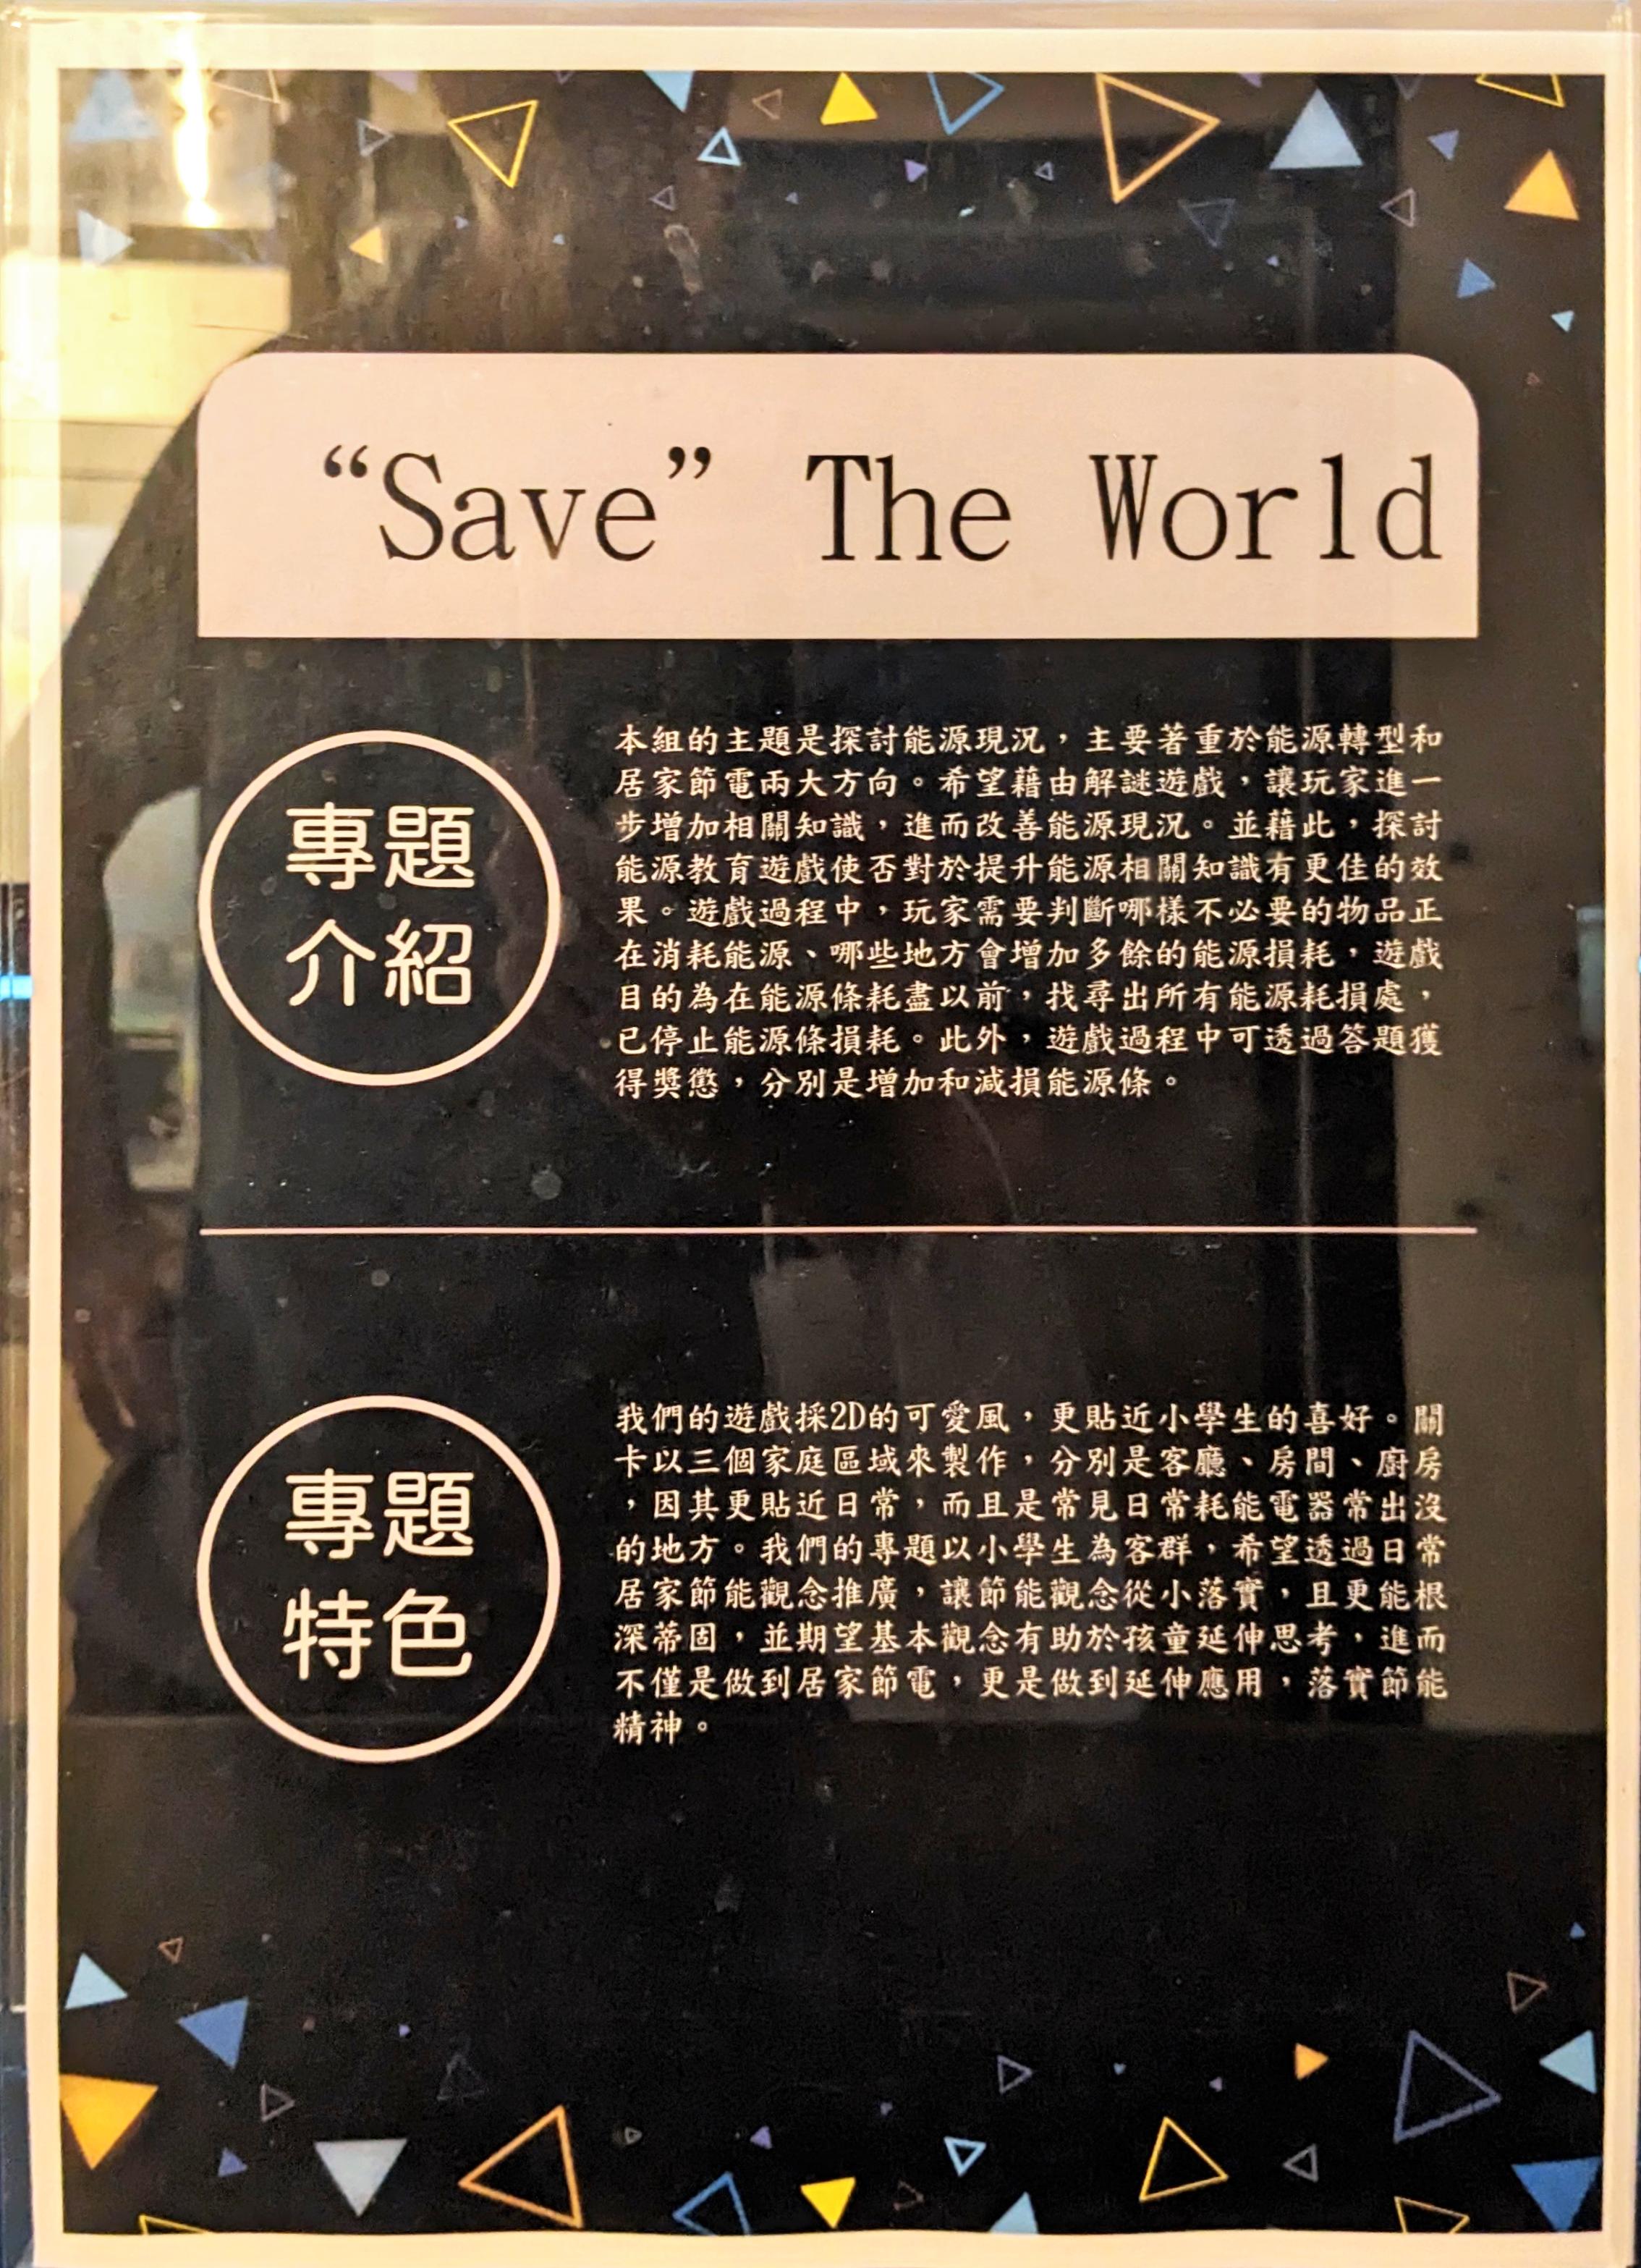 “Save” The World
專題
介紹
本組的主題是探討能源現況，主要著重於能源轉型和
居家節電兩大方向。希望藉由解謎遊戲，讓玩家進一
步增加相關知識，進而改善能源現況。並藉此，探討
能源教育遊戲使否對於提升能源相關知識有更佳的效
果。遊戲過程中，玩家需要判斷哪樣不必要的物品正
在消耗能源、哪些地方會增加多餘的能源損耗，遊戲
目的為在能源條耗盡以前，找尋出所有能源耗損處，
已停止能源條損耗。此外，遊戲過程中可透過答題獲
得獎懲，分別是增加和減損能源條。
專題
特色
我們的遊戲採2D的可愛風，更貼近小學生的喜好。關
卡以三個家庭區域來製作，分別是客廳、房間、廚房
，因其更貼近日常，而且是常見日常耗能電器常出沒
的地方。我們的專題以小學生為客群，希望透過日常
居家節能觀念推廣，讓節能觀念從小落實，且更能根
深蒂固，並期望基本觀念有助於孩童延伸思考，進而
不僅是做到居家節電，更是做到延伸應用，落實節能
精神。